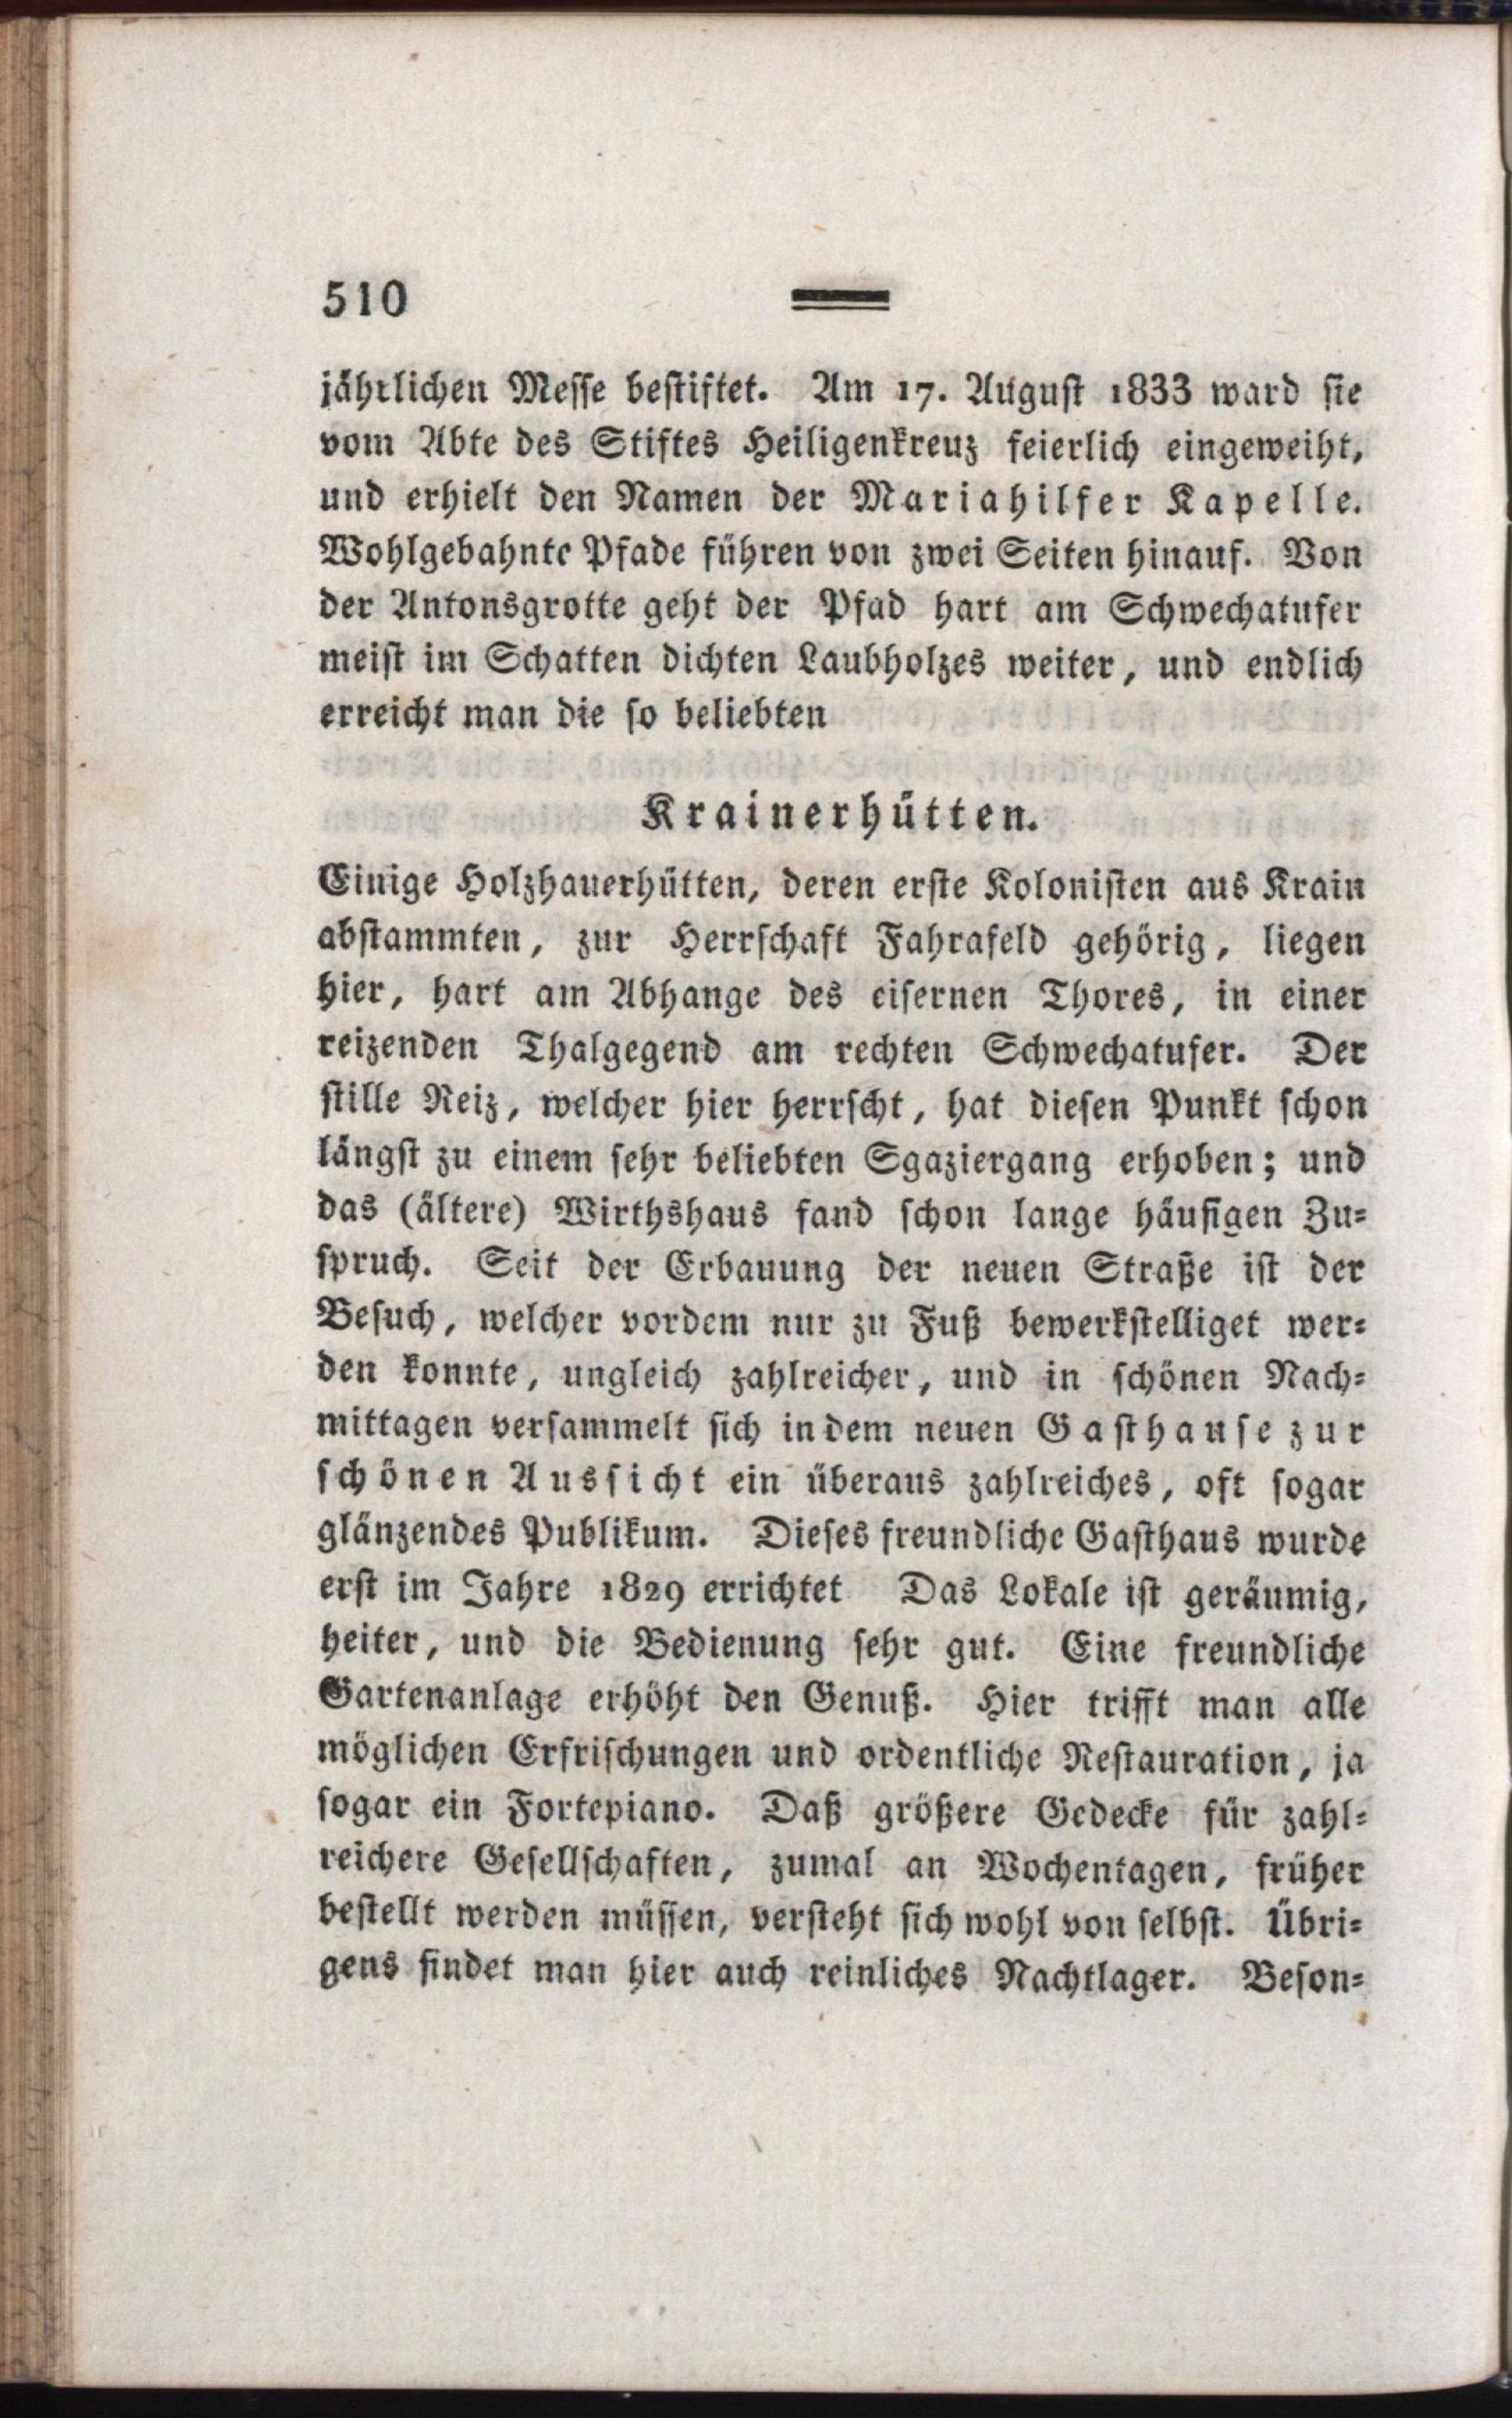 510
jährlichen Messe bestiftet. Am 17. August 1833 ward sie
vom Abte des Stiftes Heiligenkreuz feierlich eingeweiht,
und erhielt den Namen der Mariahilfer Kapelle.
Wohlgebahnte Pfade führen von zwei Seiten hinauf. Von
der Antonsgrotte geht der Pfad hart am Schwechatufer
meist im Schatten dichten Laubholzes weiter, und endlich
erreicht man die so beliebten
Krainerhütten.
Einige Holzhauerhütten, deren erste Kolonisten aus Krain
abstammten, zur Herrschaft Fahrafeld gehörig, liegen
hier, hart am Abhange des eisernen Thores, in einer
reizenden Thalgegend am rechten Schwechatufer. Der
stille Reiz, welcher hier herrscht, hat diesen Punkt schon
längst zu einem sehr beliebten Sgaziergang erhoben; und
das (ältere) Wirthshaus fand schon lange häufigen Zu-
spruch. Seit der Erbauung der neuen Straße ist der
Besuch, welcher vordem nur zu Fuß bewerkstelliget wer-
den konnte, ungleich zahlreicher, und in schönen Nach-
mittagen versammelt sich in dem neuen Gasthause zur
schönen Aussicht ein überaus zahlreiches, oft sogar
glänzendes Publikum. Dieses freundliche Gasthaus wurde
erst im Jahre 1829 errichtet Das Lokale ist geräumig,
heiter, und die Bedienung sehr gut. Eine freundliche
Gartenanlage erhöht den Genuß. Hier trifft man alle
möglichen Erfrischungen und ordentliche Restauration, ja
sogar ein Fortepiano. Daß größere Gedecke für zahl-
reichere Gesellschaften, zumal an Wochentagen, früher
bestellt werden müssen, versteht sich wohl von selbst. Übri-
gens findet man hier auch reinliches Nachtlager. Beson-